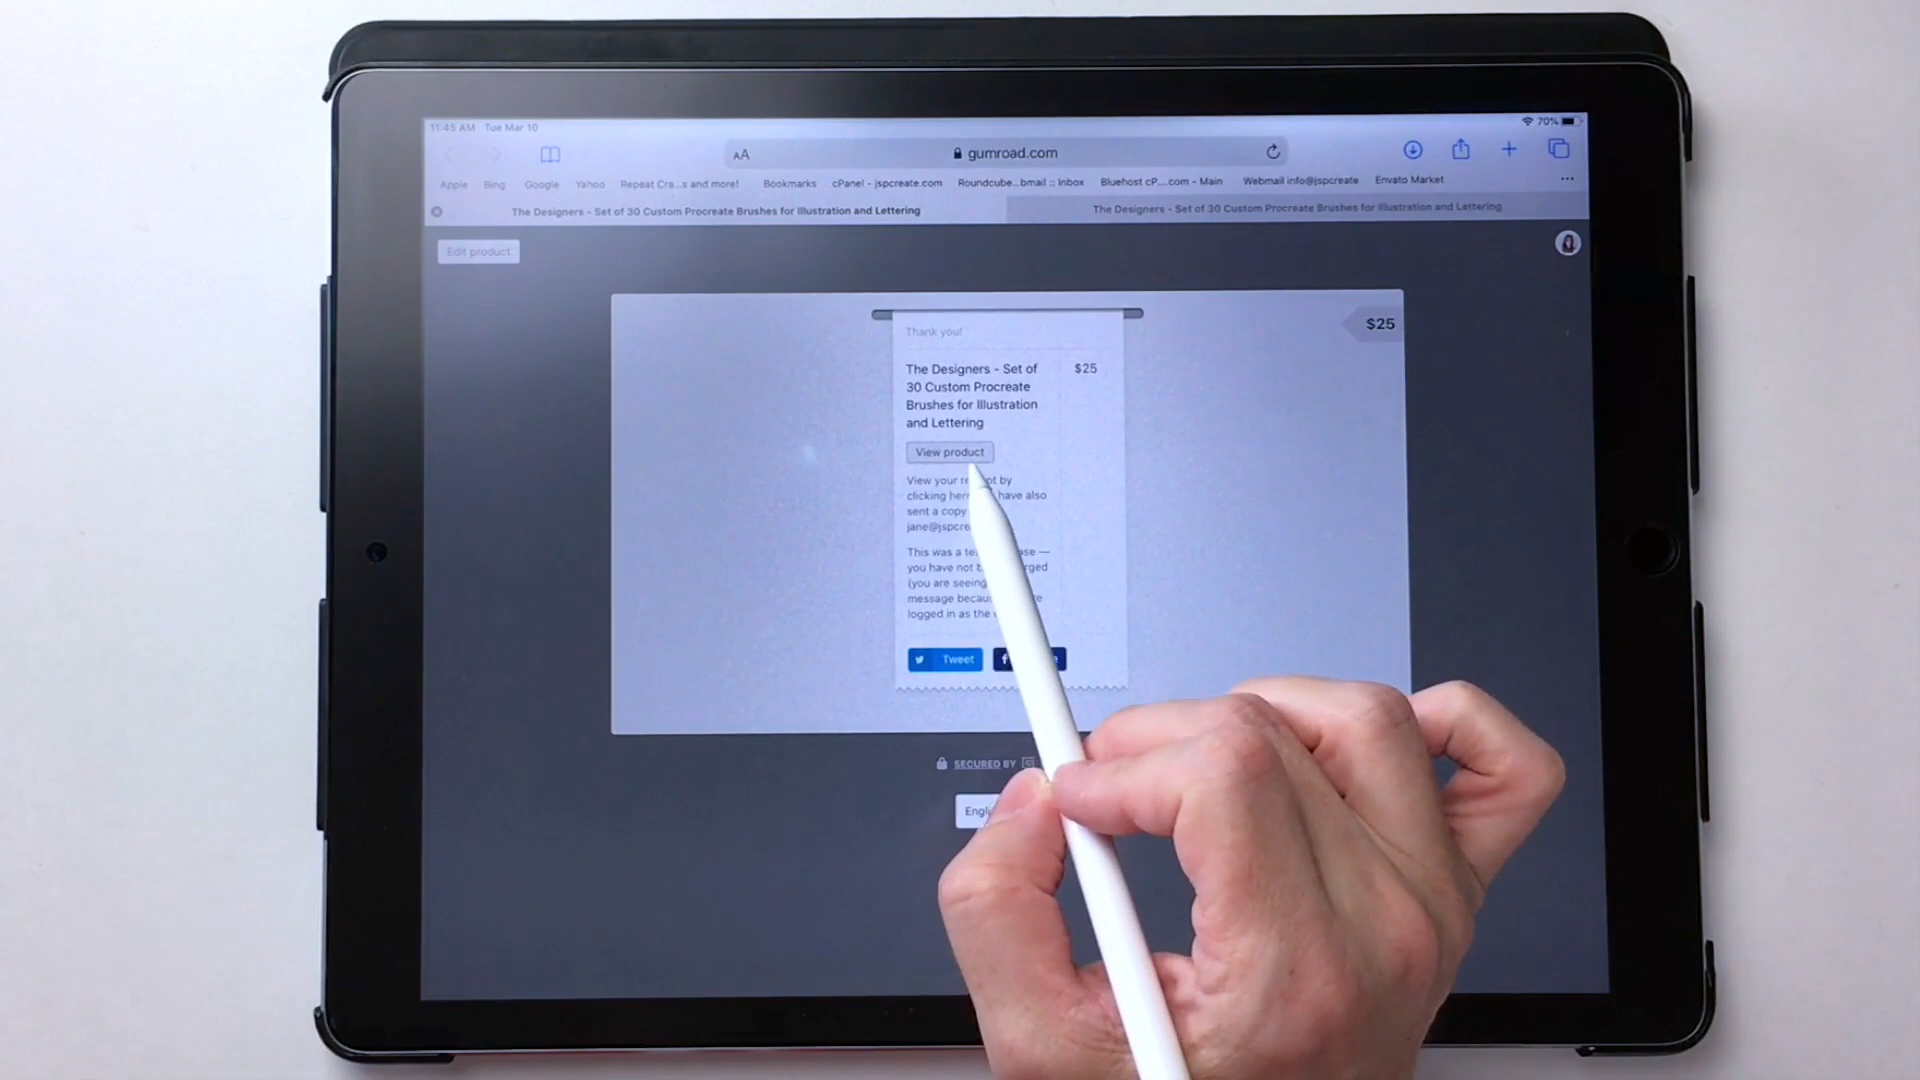 11:45 AM Tue Mar 10
70%
AA
gumroad.com
Apple Bing Google Yahoo Repeat Cra...s and more! Bookmarks cPanel - jspcreate.com Roundcube...bmail :: Inbox Bluehost cP....com - Main Webmail info@jspcreate Envato Market
The Designers - Set of 30 Custom Procreate Brushes for Illustration and Lettering
The Designers - Set of 30 Custom Procreate Brushes for Illustration and Lettering
Edit product
$25
Thank you!
The Designers - Set of
30 Custom Procreate
Brushes for Illustration
and Lettering
$25
View product
View your by
clicking have also
sent a copy
This was a
you have not
(you are seeing
message
logged in as the
Tweet
SECURED BY